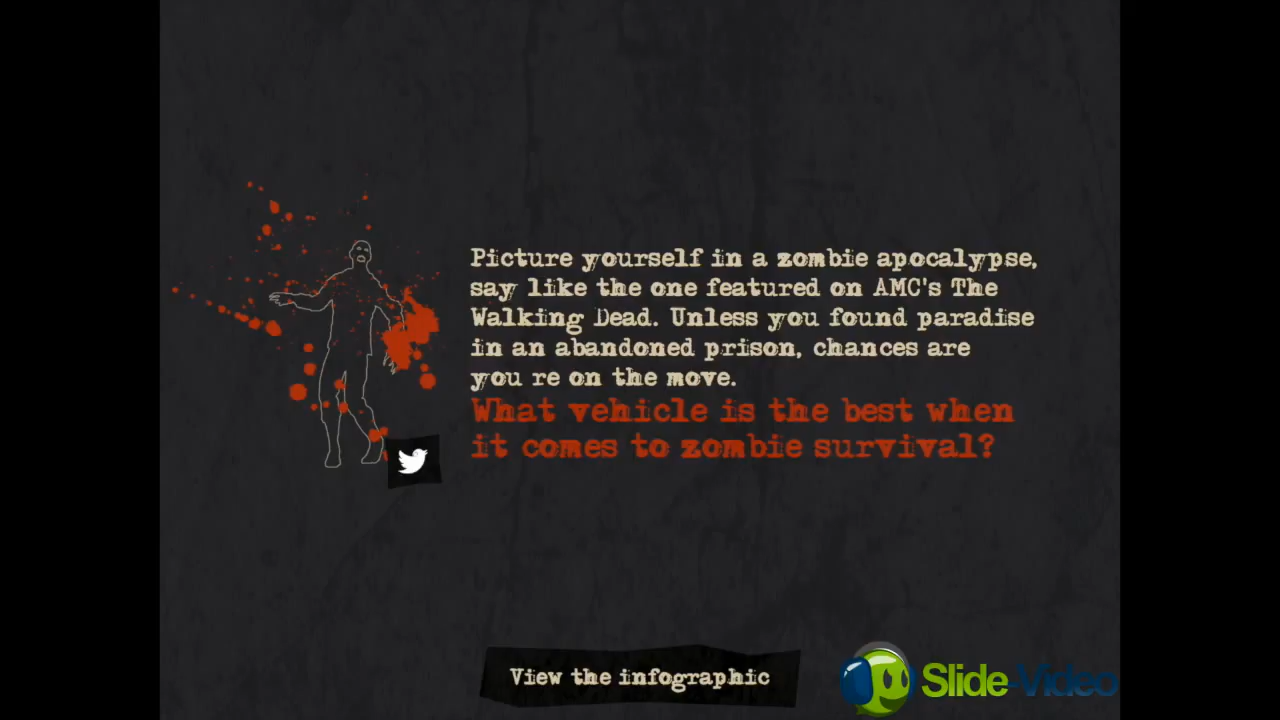 Picture yourself in a zombie apocalypse,
say like the one featured on AMC's The
Walking Dead. Unless you found paradise
in an abandoned prison, chances are
you re on the move.
What vehicle is the best when
it comes to zombie survival?
View the infographic
Slide-Video